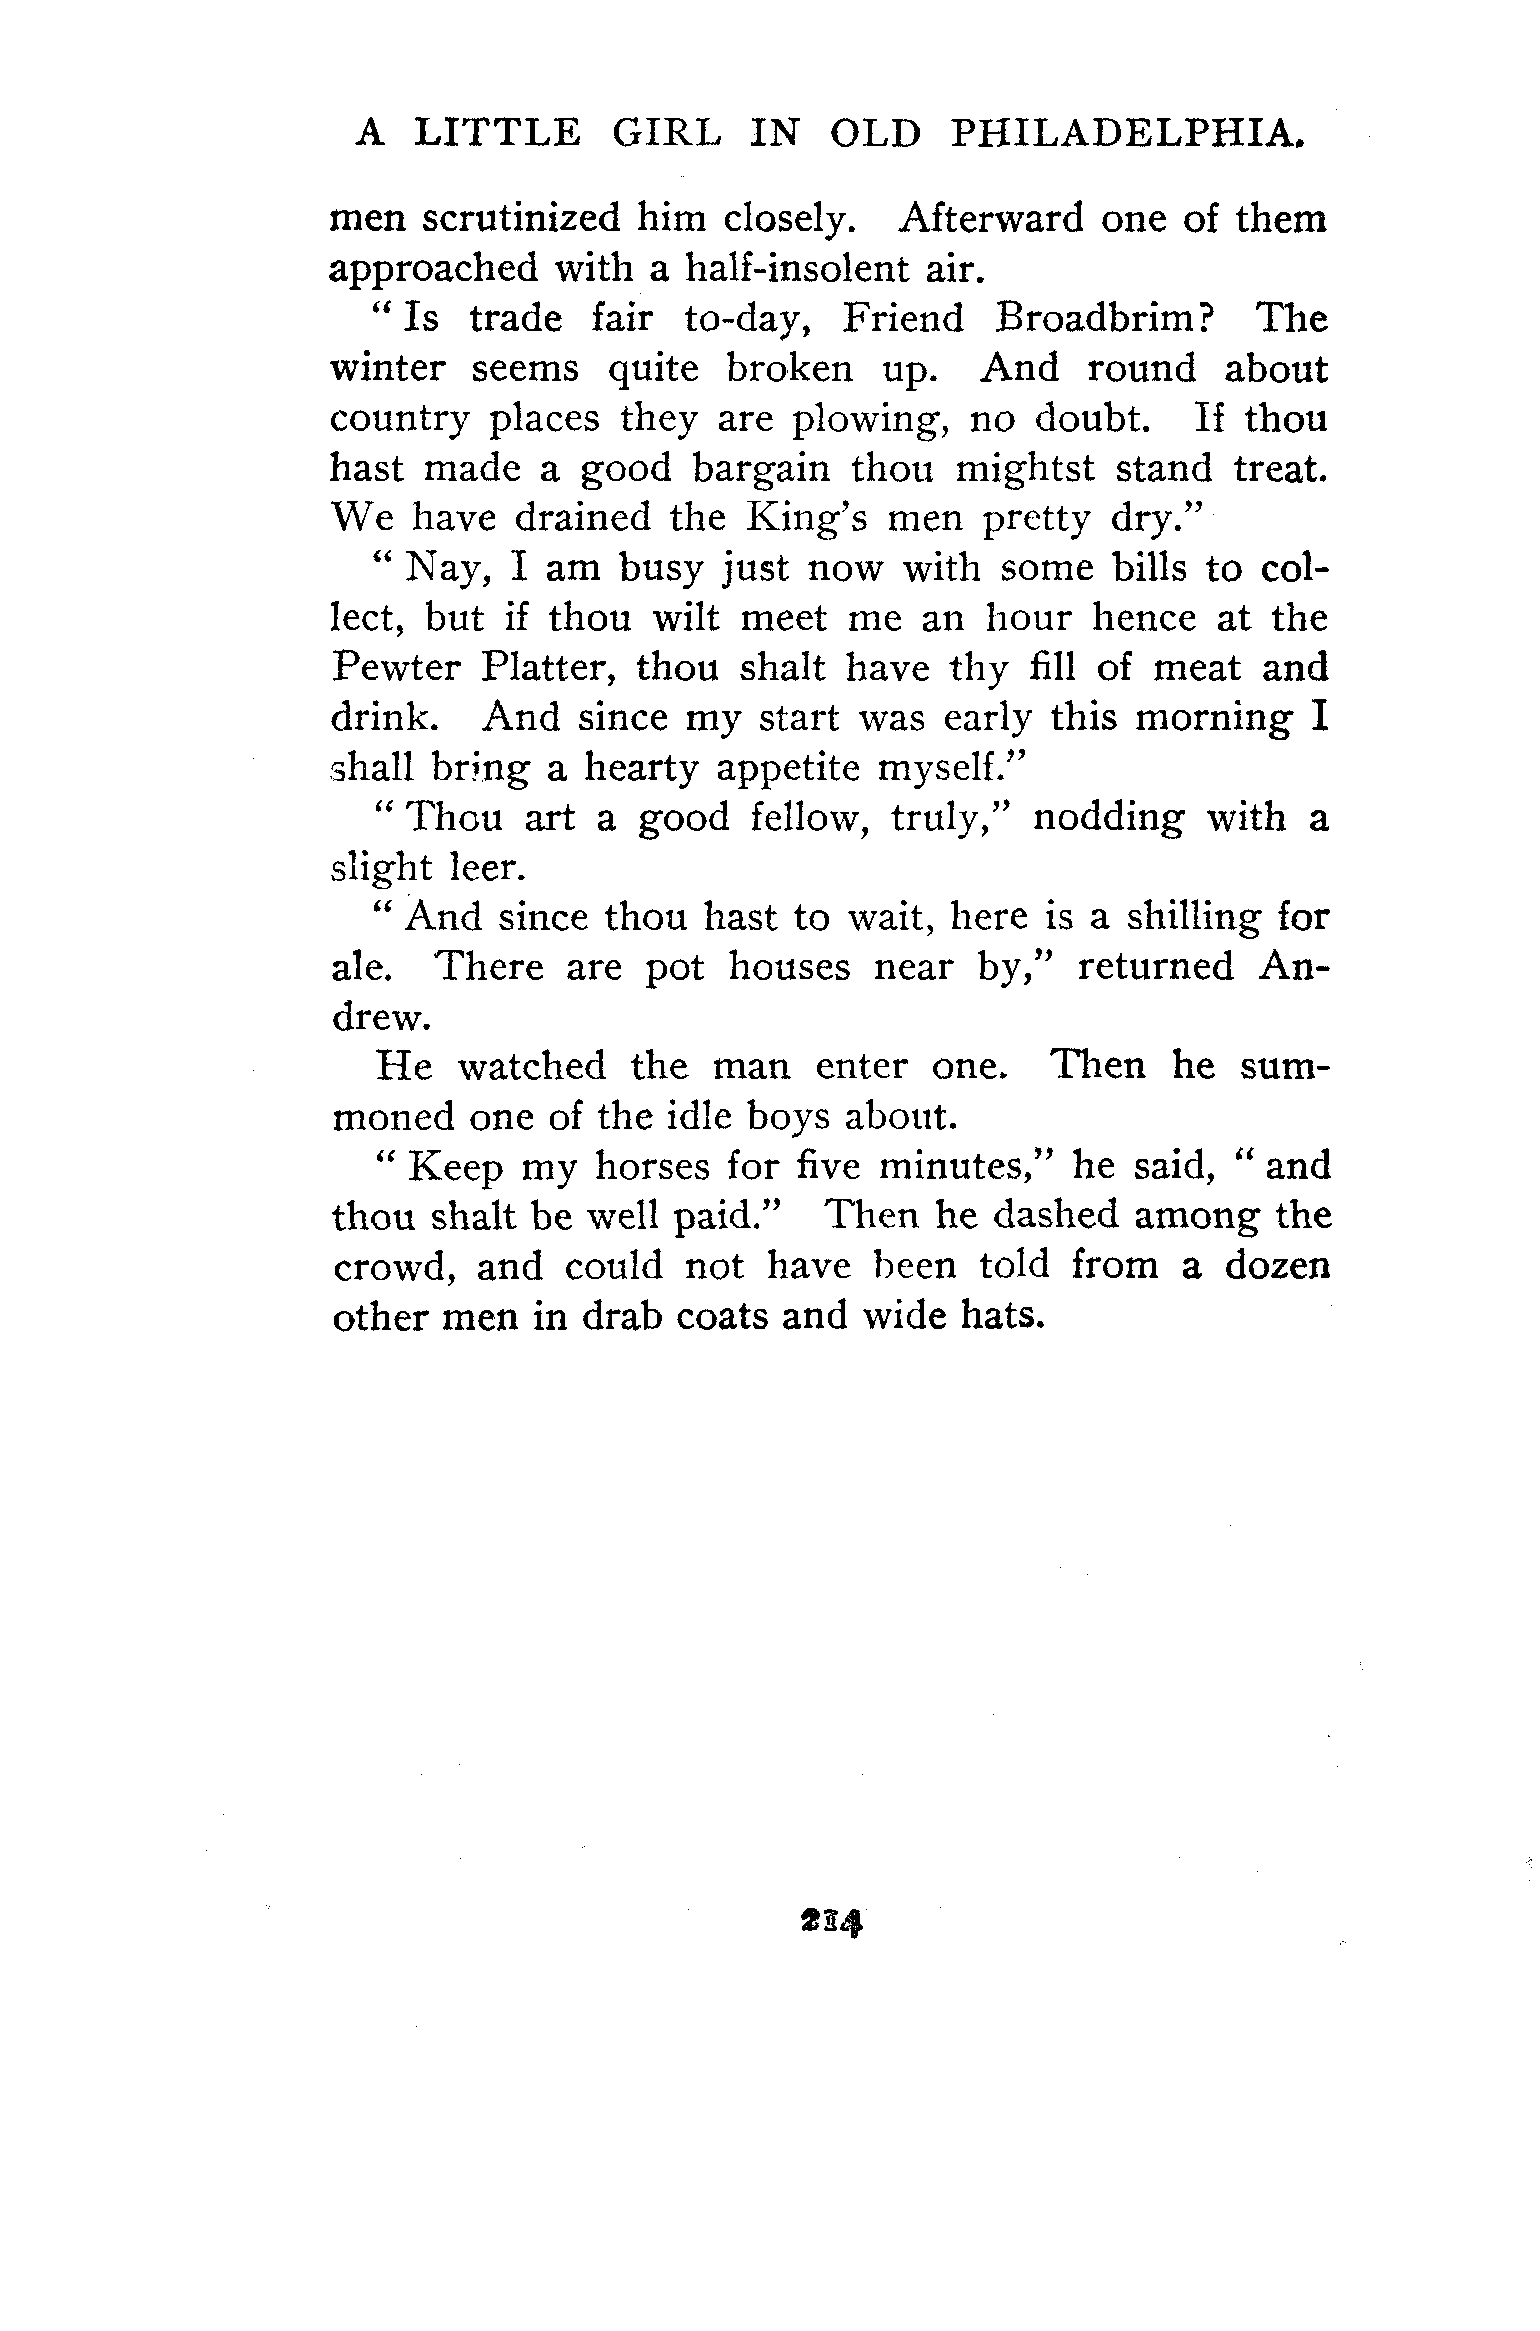 A LITTLE GIRL IN OLD PHILADELPHIA.
men scrutinized him closely. Afterward one of them
approached with a half-insolent air.
“ Is trade fair to-day, Friend Broadbrim? The
winter seems quite broken up. And round about
country places they are plowing, no doubt. If thou
hast made a good bargain thou mightst stand treat.
We have drained the King’s men pretty dry.”
“ Nay, I am busy just now with some bills to col-
lect, but if thou wilt meet me an hour hence at the
Pewter Platter, thou shalt have thy fill of meat and
drink. And since my start was early this morning I
shall bring a hearty appetite myself.”
“ Thou art a good fellow, truly,” nodding with a
slight leer.
“ And since thou hast to wait, here is a shilling for
ale. There are pot houses near by,” returned An-
drew.
He watched the man enter one. Then he sum-
moned one of the idle boys about.
“ Keep my horses for five minutes,” he said, “ and
thou shalt be well paid.” Then he dashed among the
crowd, and could not have been told from a dozen
other men in drab coats and wide hats.
214